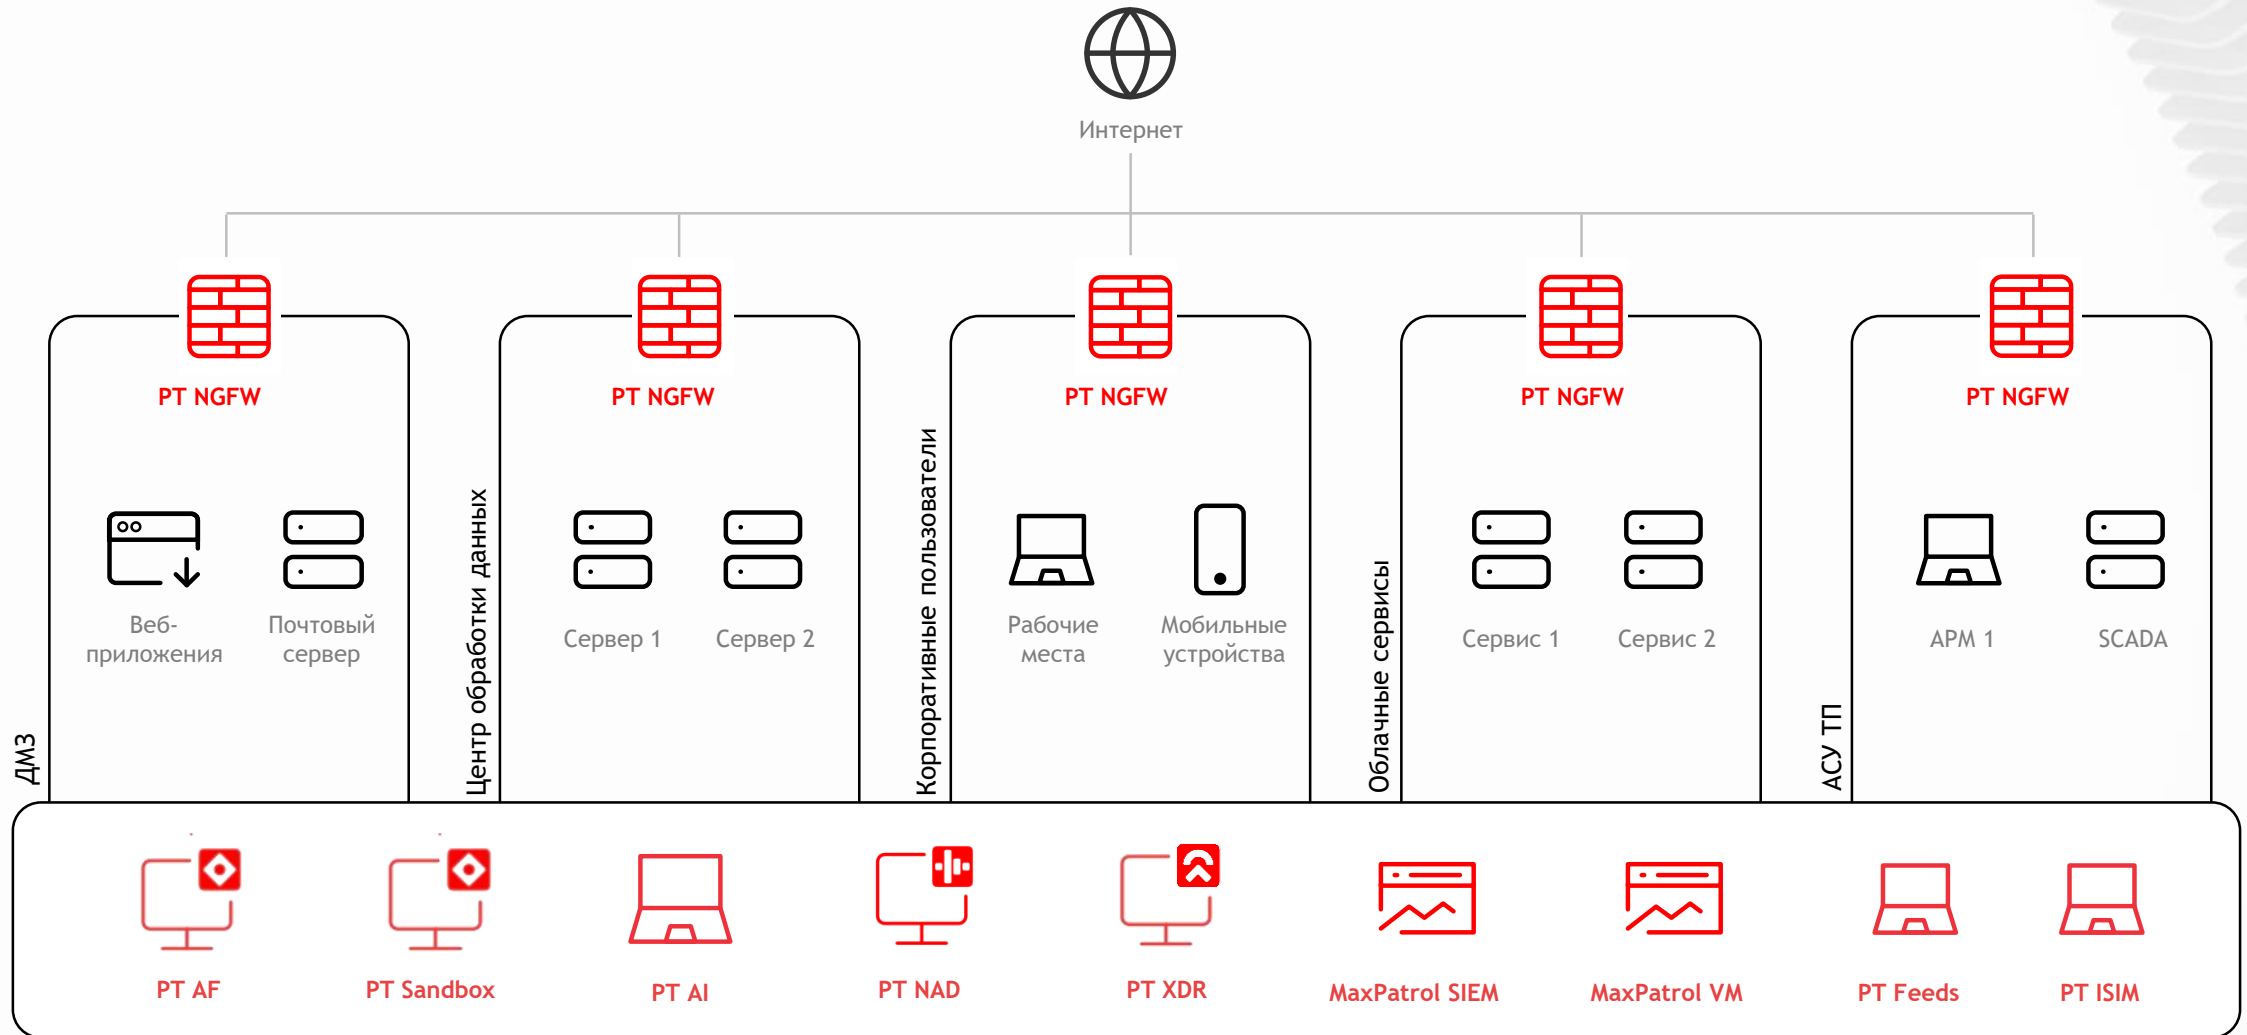 Интернет
PT NGFW
PT NGFW
PT NGFW
PT NGFW
PT NGFW
ДМЗ
Веб-
приложения
Почтовый
сервер
Центр обработки данных
Сервер 1
Сервер 2
Корпоративные пользователи
Рабочие
места
Мобильные
устройства
Облачные сервисы
Сервис 1
Сервис 2
АСУ ТП
АРМ 1
SCADA
PT AF
PT Sandbox
PT AI
PT NAD
PT XDR
MaxPatrol SIEM
MaxPatrol VM
PT Feeds
PT ISIM